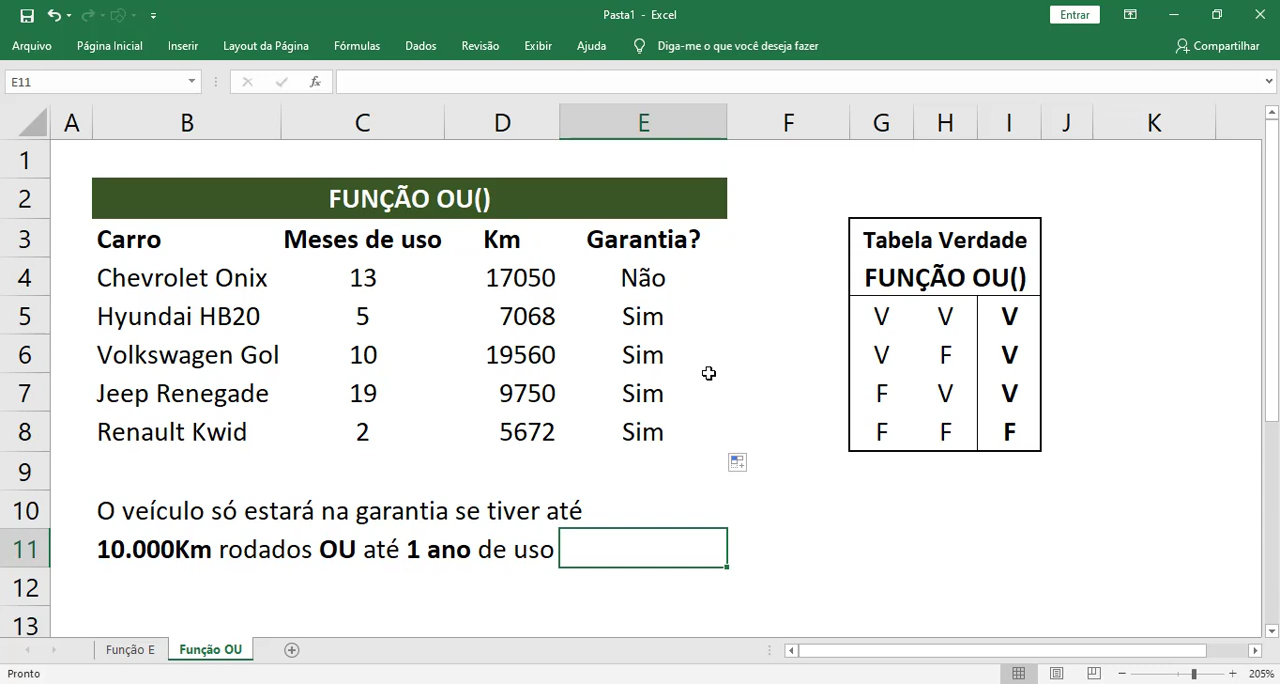 Pasta1 - Excel
Entrar
Arquivo Página Inicial Inserir Layout da Página Fórmulas Dados Revisão Exibir Ajuda Diga-me o que você deseja fazer Compartilhar
E11 fx
A B C D E F G H I J K
1
2 FUNÇÃO OU()
3 Carro Meses de uso Km Garantia? Tabela Verdade
4 Chevrolet Onix 13 17050 Não FUNÇÃO OU()
5 Hyundai HB20 5 7068 Sim V V V
6 Volkswagen Gol 10 19560 Sim V F V
7 Jeep Renegade 19 9750 Sim F V V
8 Renault Kwid 2 5672 Sim F F F
9
10 O veículo só estará na garantia se tiver até
11 10.000Km rodados OU até 1 ano de uso
12
13
Função E Função OU
Pronto 205%